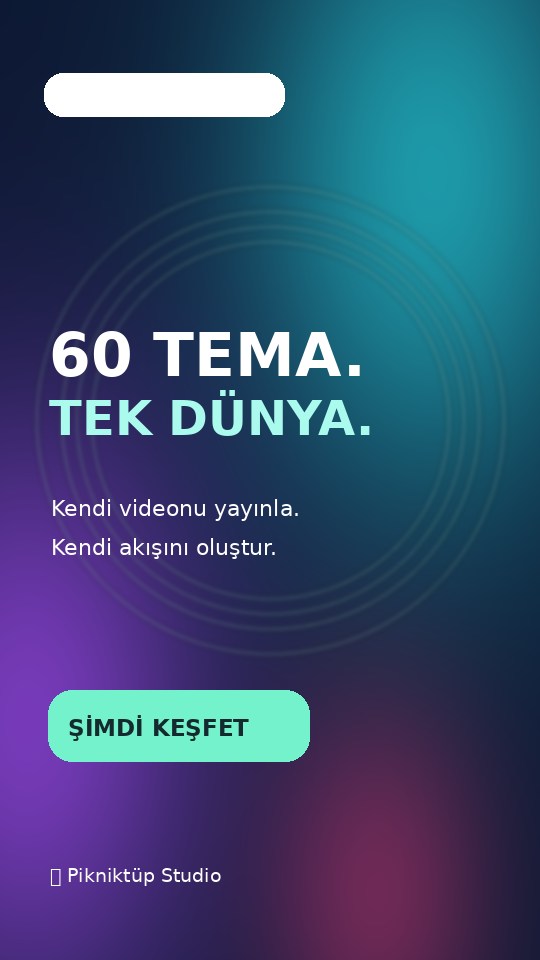 60 TEMA.
TEK DÜNYA.
Kendi videonu yayınla.
Kendi akışını oluştur.
ŞİMDİ KEŞFET
Pikniktüp Studio